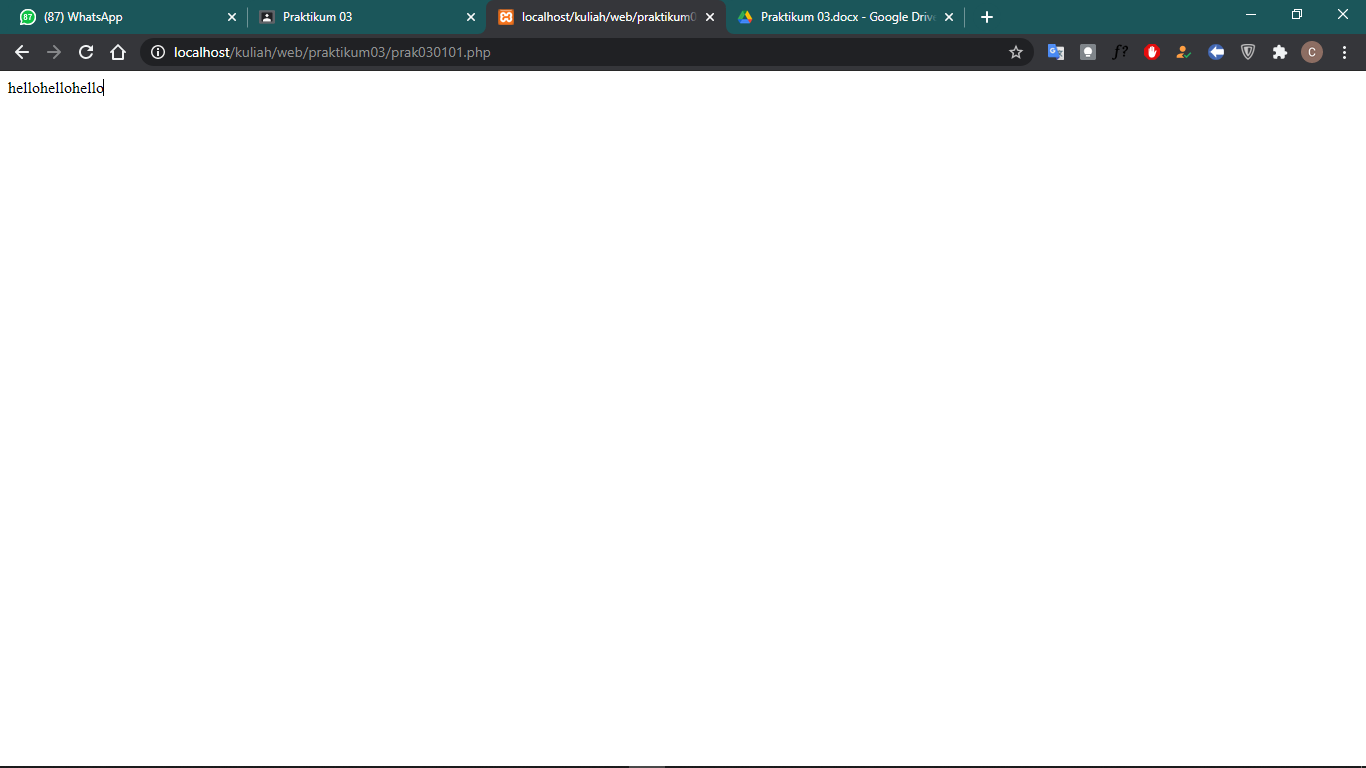 87 (87) WhatsApp
Praktikum 03
localhost/kuliah/web/praktikum0
Praktikum 03.docx - Google Drive
localhost/kuliah/web/praktikum03/prak030101.php
f?
C
hellohellohello